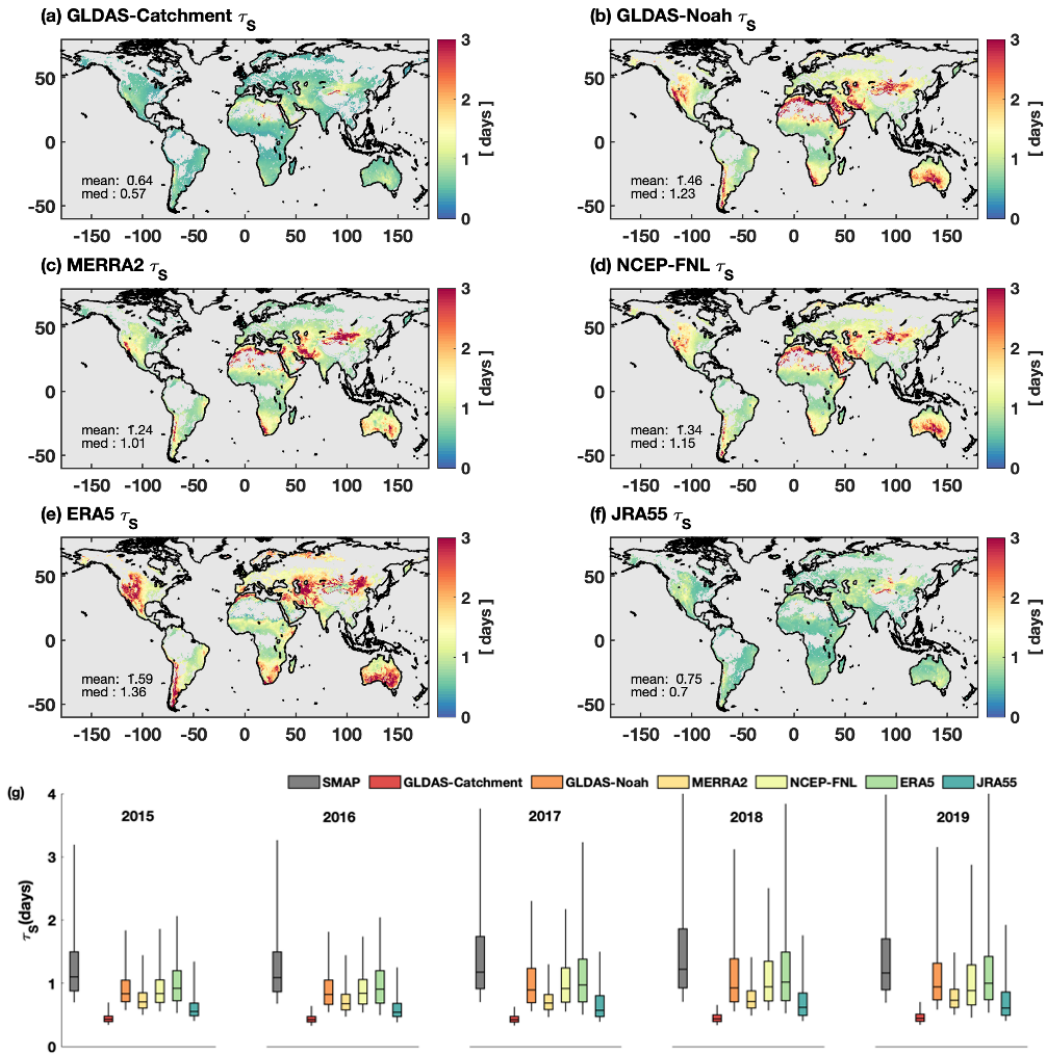 (a) GLDAS-Catchment τS
(b) GLDAS-Noah τS
3
2
1
0
[ days]
50
0
-50
mean: 0.64
med : 0.57
-150 -100 -50 0 50 100 150
3
2
1
0
[ days]
50
0
-50
mean: 1.46
med : 1.23
-150 -100 -50 0 50 100 150
(c) MERRA2 τS
(d) NCEP-FNL τS
3
2
1
0
[ days]
50
0
-50
mean: 1.24
med : 1.01
-150 -100 -50 0 50 100 150
3
2
1
0
[ days]
50
0
-50
mean: 1.34
med : 1.15
-150 -100 -50 0 50 100 150
(e) ERA5 τS
(f) JRA55 τS
3
2
1
0
[ days]
50
0
-50
mean: 1.59
med : 1.36
-150 -100 -50 0 50 100 150
3
2
1
0
[ days]
50
0
-50
mean: 0.75
med : 0.7
-150 -100 -50 0 50 100 150
(g)
SMAP GLDAS-Catchment GLDAS-Noah MERRA2 NCEP-FNL ERA5 JRA55
4
3
2
1
0
τS(days)
2015 2016 2017 2018 2019